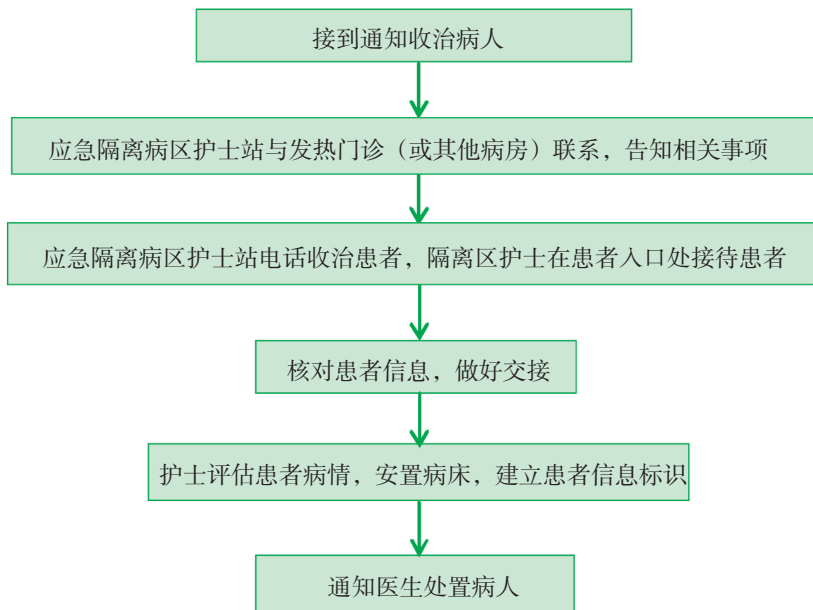 接到通知收治病人
应急隔离病区护士站与发热门诊（或其他病房）联系，告知相关事项
应急隔离病区护士站电话收治患者，隔离区护士在患者入口处接待患者
核对患者信息，做好交接
护士评估患者病情，安置病床，建立患者信息标识
通知医生处置病人